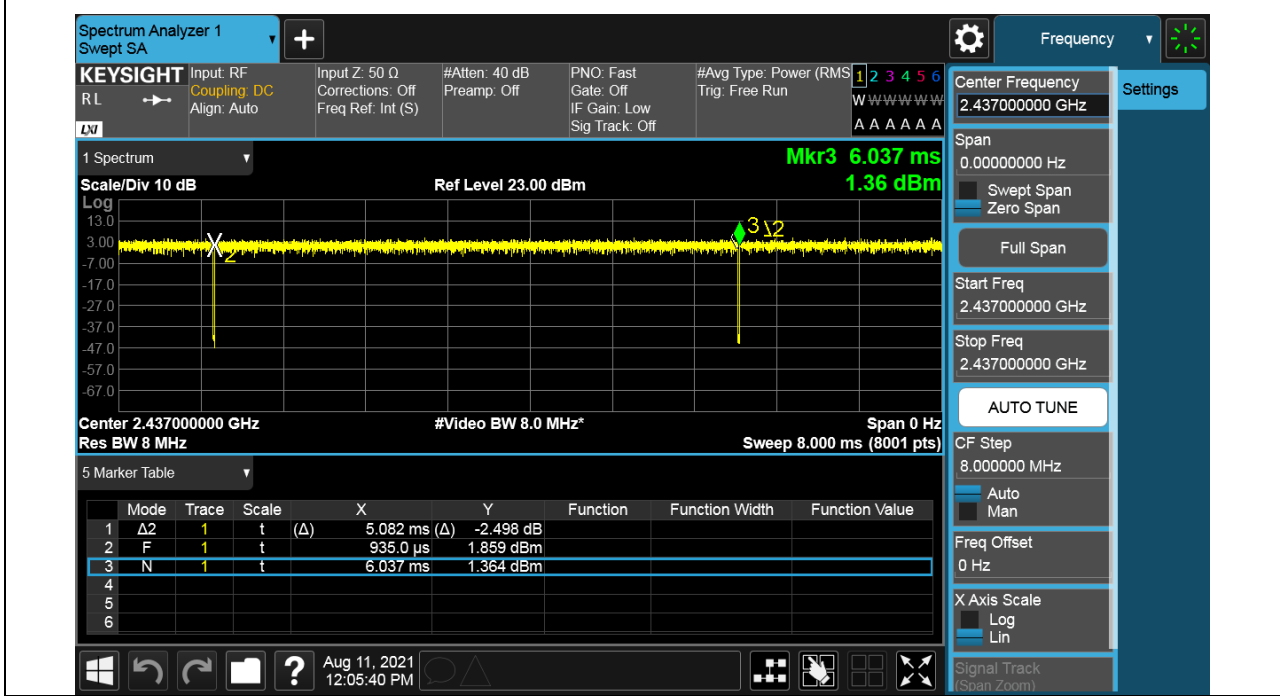 Spectrum Analyzer 1
Swept SA
Frequency
KEYSIGHT
R L
LXI
Input: RF
Coupling: DC
Align: Auto
Input Z: 50 Ω
Corrections: Off
Freq Ref: Int (S)
#Atten: 40 dB
Preamp: Off
PNO: Fast
Gate: Off
IF Gain: Low
Sig Track: Off
#Avg Type: Power (RMS
Trig: Free Run
1 2 3 4 5 6
W W W W W W
A A A A A A
1 Spectrum
Mkr3 6.037 ms
Scale/Div 10 dB
Ref Level 23.00 dBm
1.36 dBm
Log
13.0
3.00
-7.00
-17.0
-27.0
-37.0
-47.0
-57.0
-67.0
X
2
3 1Δ2
Center 2.437000000 GHz
#Video BW 8.0 MHz*
Span 0 Hz
Res BW 8 MHz
Sweep 8.000 ms (8001 pts)
5 Marker Table
Mode Trace Scale X Y Function Function Width Function Value
1 Δ2 1 t (Δ) 5.082 ms (Δ) -2.498 dB
2 F 1 t 935.0 µs 1.859 dBm
3 N 1 t 6.037 ms 1.364 dBm
4
5
6
Aug 11, 2021
12:05:40 PM
Center Frequency
2.437000000 GHz
Settings
Span
0.00000000 Hz
Swept Span
Zero Span
Full Span
Start Freq
2.437000000 GHz
Stop Freq
2.437000000 GHz
AUTO TUNE
CF Step
8.000000 MHz
Auto
Man
Freq Offset
0 Hz
X Axis Scale
Log
Lin
Signal Track
(Span Zoom)